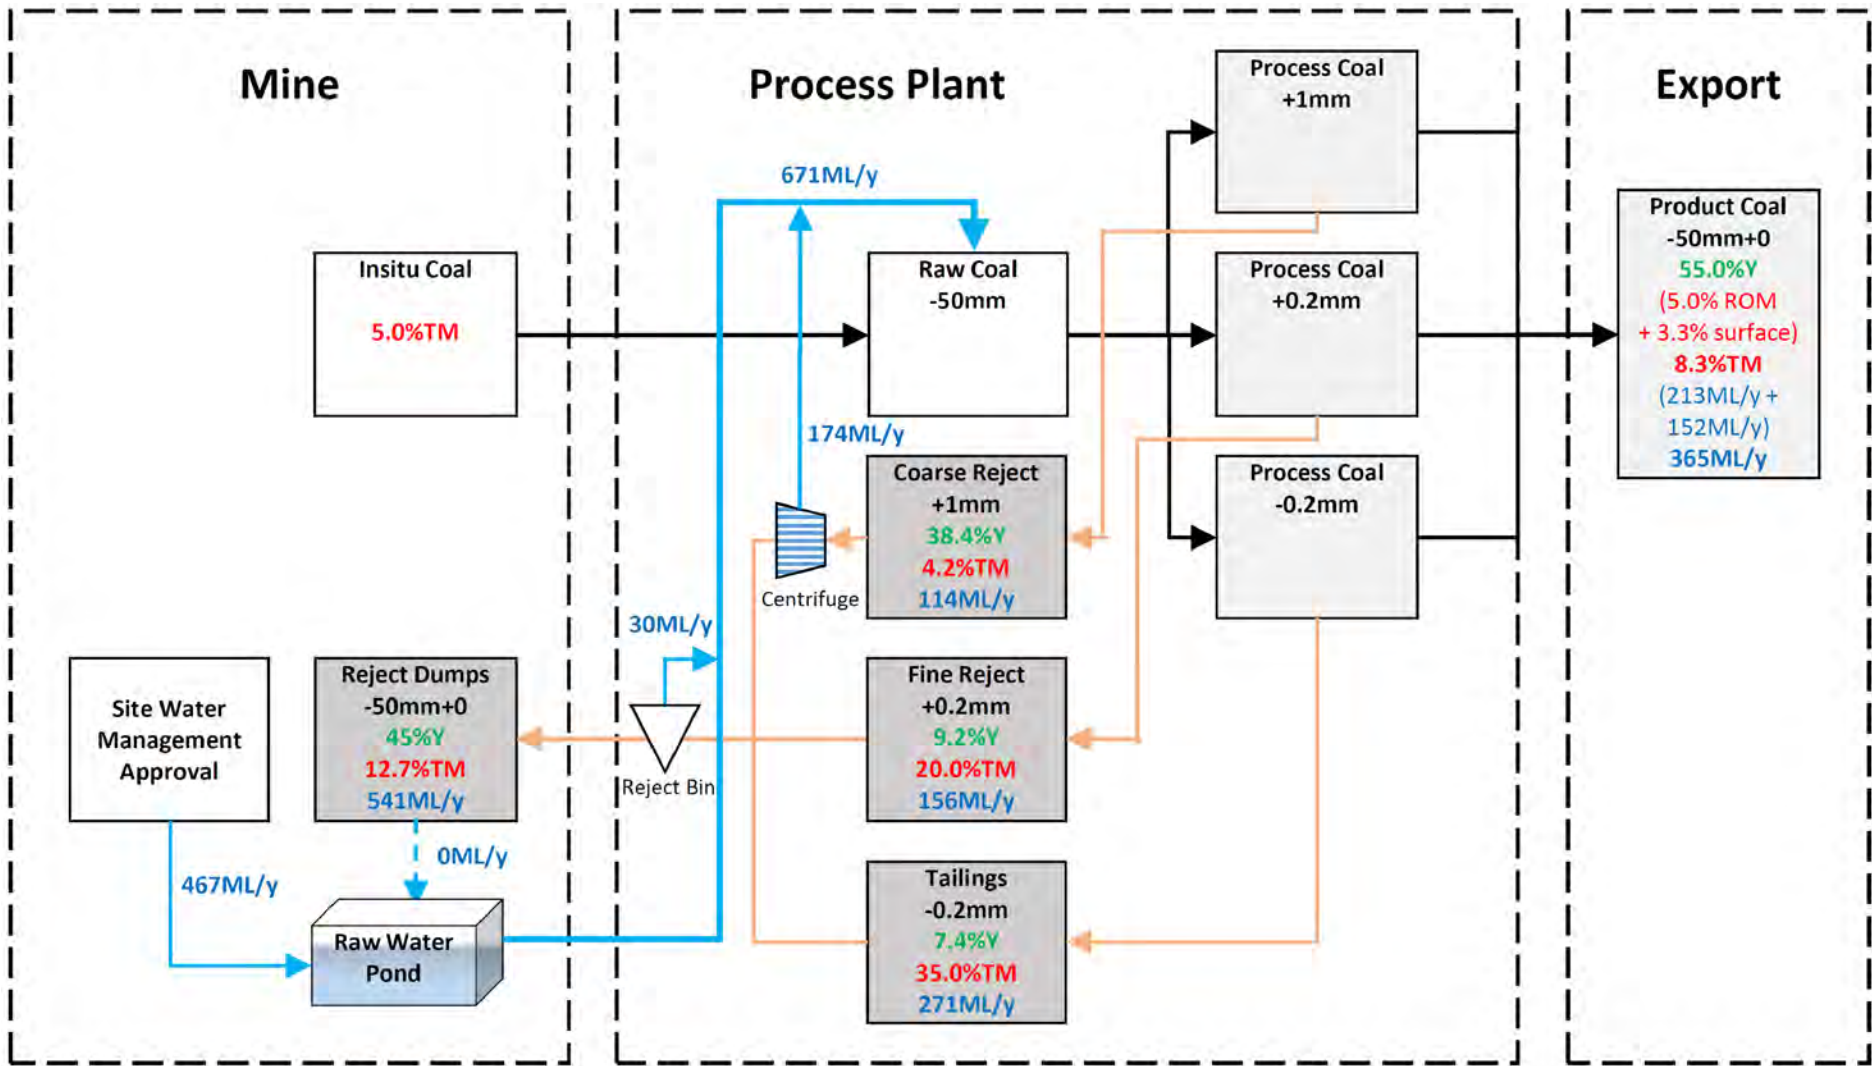 Mine
Process Plant
Export
Process Coal
+1mm
671ML/y
Insitu Coal
5.0%TM
Raw Coal
-50mm
Process Coal
+0.2mm
Product Coal
-50mm+0
55.0%Y
(5.0% ROM
+ 3.3% surface)
8.3%TM
(213ML/y +
152ML/y)
365ML/y
174ML/y
Coarse Reject
+1mm
38.4%Y
4.2%TM
114ML/y
Process Coal
-0.2mm
Centrifuge
30ML/y
Site Water
Management
Approval
Reject Dumps
-50mm+0
45%Y
12.7%TM
541ML/y
Reject Bin
Fine Reject
+0.2mm
9.2%Y
20.0%TM
156ML/y
467ML/y
0ML/y
Raw Water
Pond
Tailings
-0.2mm
7.4%Y
35.0%TM
271ML/y